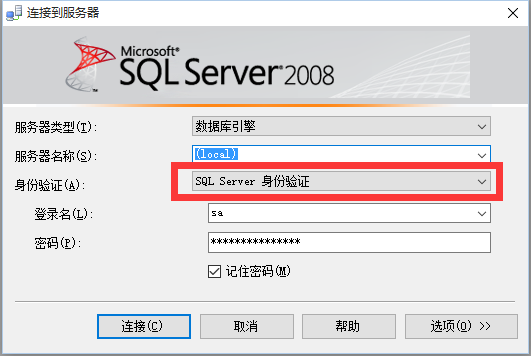 连接到服务器
Microsoft®
SQL Server® 2008
服务器类型(T):
数据库引擎
服务器名称(S):
(local)
身份验证(A):
SQL Server 身份验证
登录名(L):
sa
密码(P):
***************
记住密码(M)
连接(C)
取消
帮助
选项(O) >>